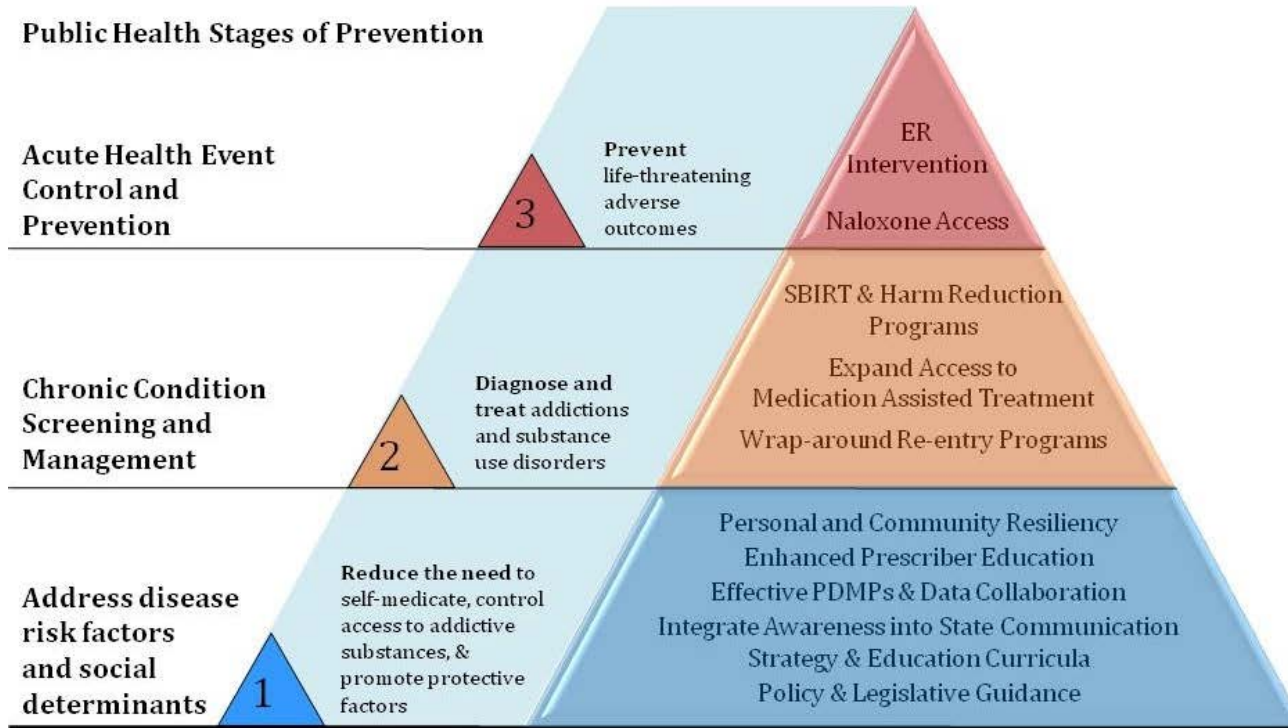 Public Health Stages of Prevention
Acute Health Event
Control and
Prevention
3
Prevent
life-threatening
adverse
outcomes
ER
Intervention
Naloxone Access
Chronic Condition
Screening and
Management
2
Diagnose and
treat addictions
and substance
use disorders
SBIRT & Harm Reduction
Programs
Expand Access to
Medication Assisted Treatment
Wrap-around Re-entry Programs
Address disease
risk factors
and social
determinants
1
Reduce the need to
self-medicate, control
access to addictive
substances, &
promote protective
factors
Personal and Community Resiliency
Enhanced Prescriber Education
Effective PDMPs & Data Collaboration
Integrate Awareness into State Communication
Strategy & Education Curricula
Policy & Legislative Guidance